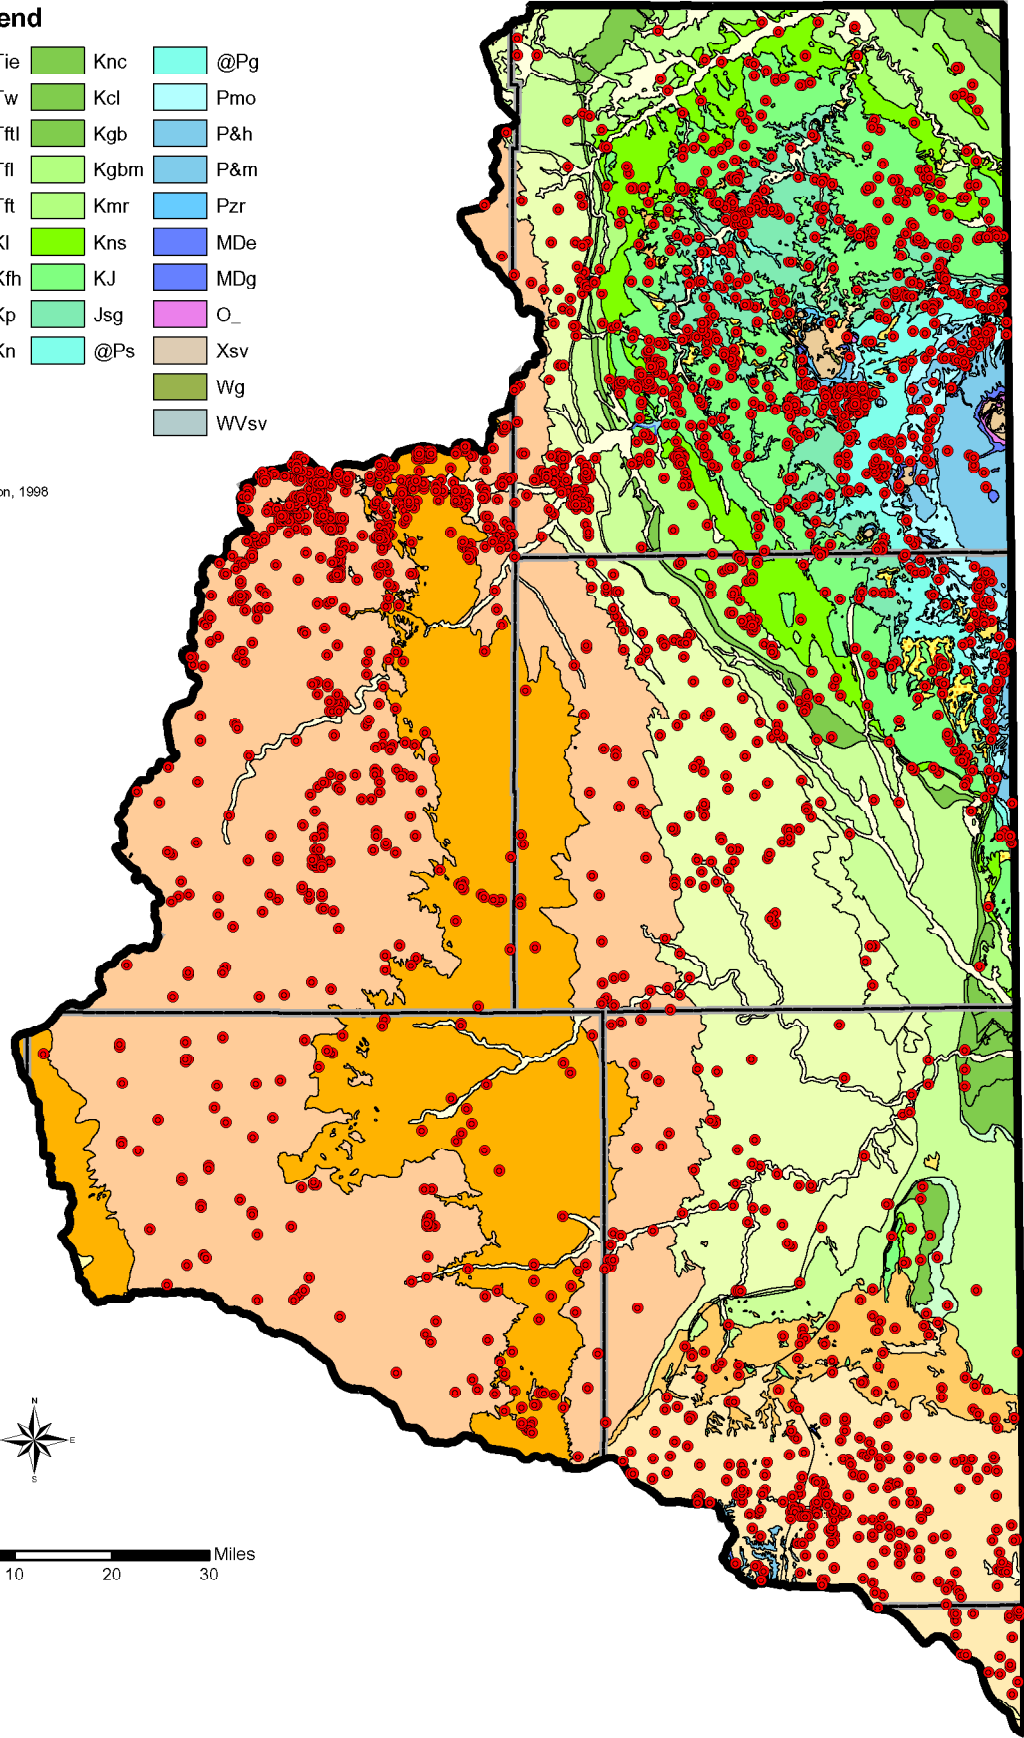 end
Tie Knc @Pg
Tw Kcl Pmo
Tftl Kgb P&h
Tfl Kgbm P&m
Tft Kmr Pzr
Kl Kns MDe
Kfh KJ MDg
Kp Jsg O_
Kn @Ps Xsv
Wg
WVsv
on, 1998
N
E
S
Miles
10 20 30